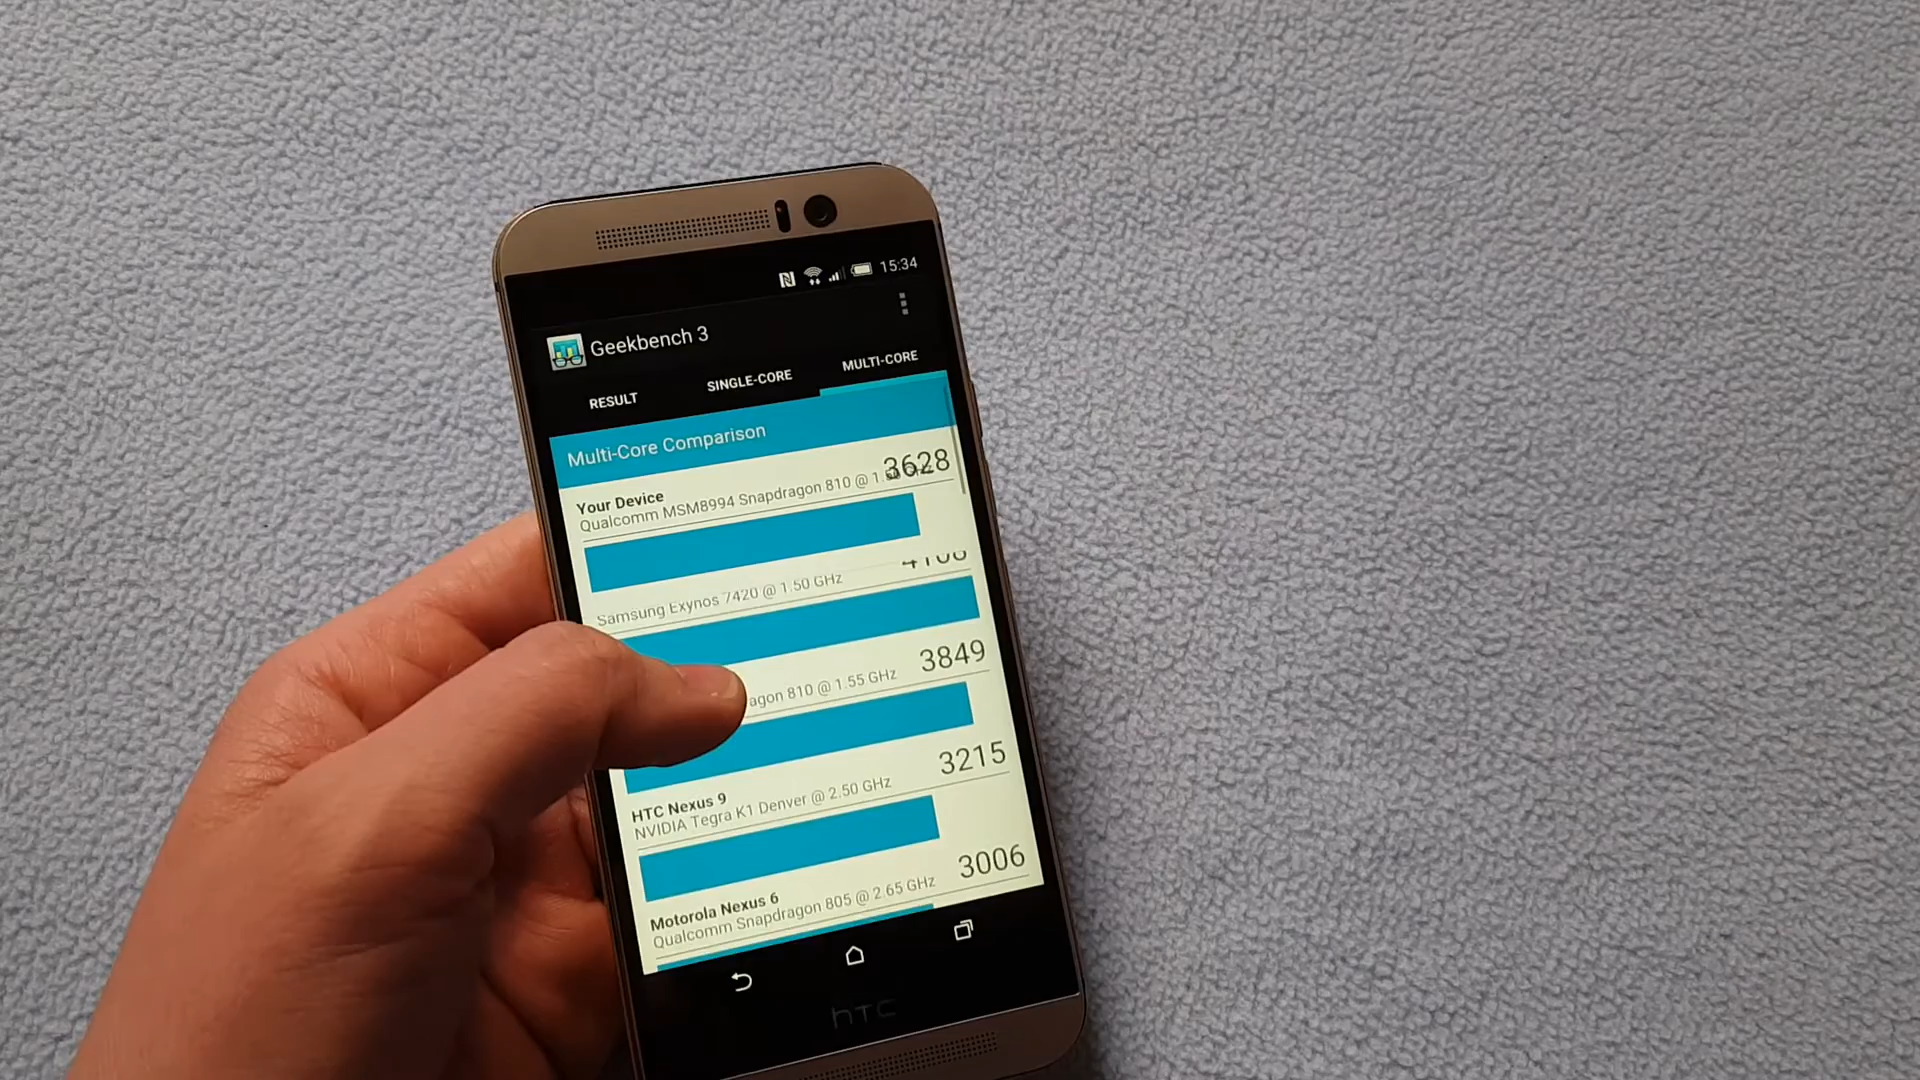 15:34
Geekbench 3
RESULT
SINGLE-CORE
MULTI-CORE
Multi-Core Comparison
Your Device
3628
Qualcomm MSM8994 Snapdragon 810 @
Samsung Exynos 7420 @ 1.50 GHz
3849
810 @ 1.55 GHz
HTC Nexus 9
3215
NVIDIA Tegra K1 Denver @ 2.50 GHz
Motorola Nexus 6
3006
Qualcomm Snapdragon 805 @ 2.65 GHz
hTC